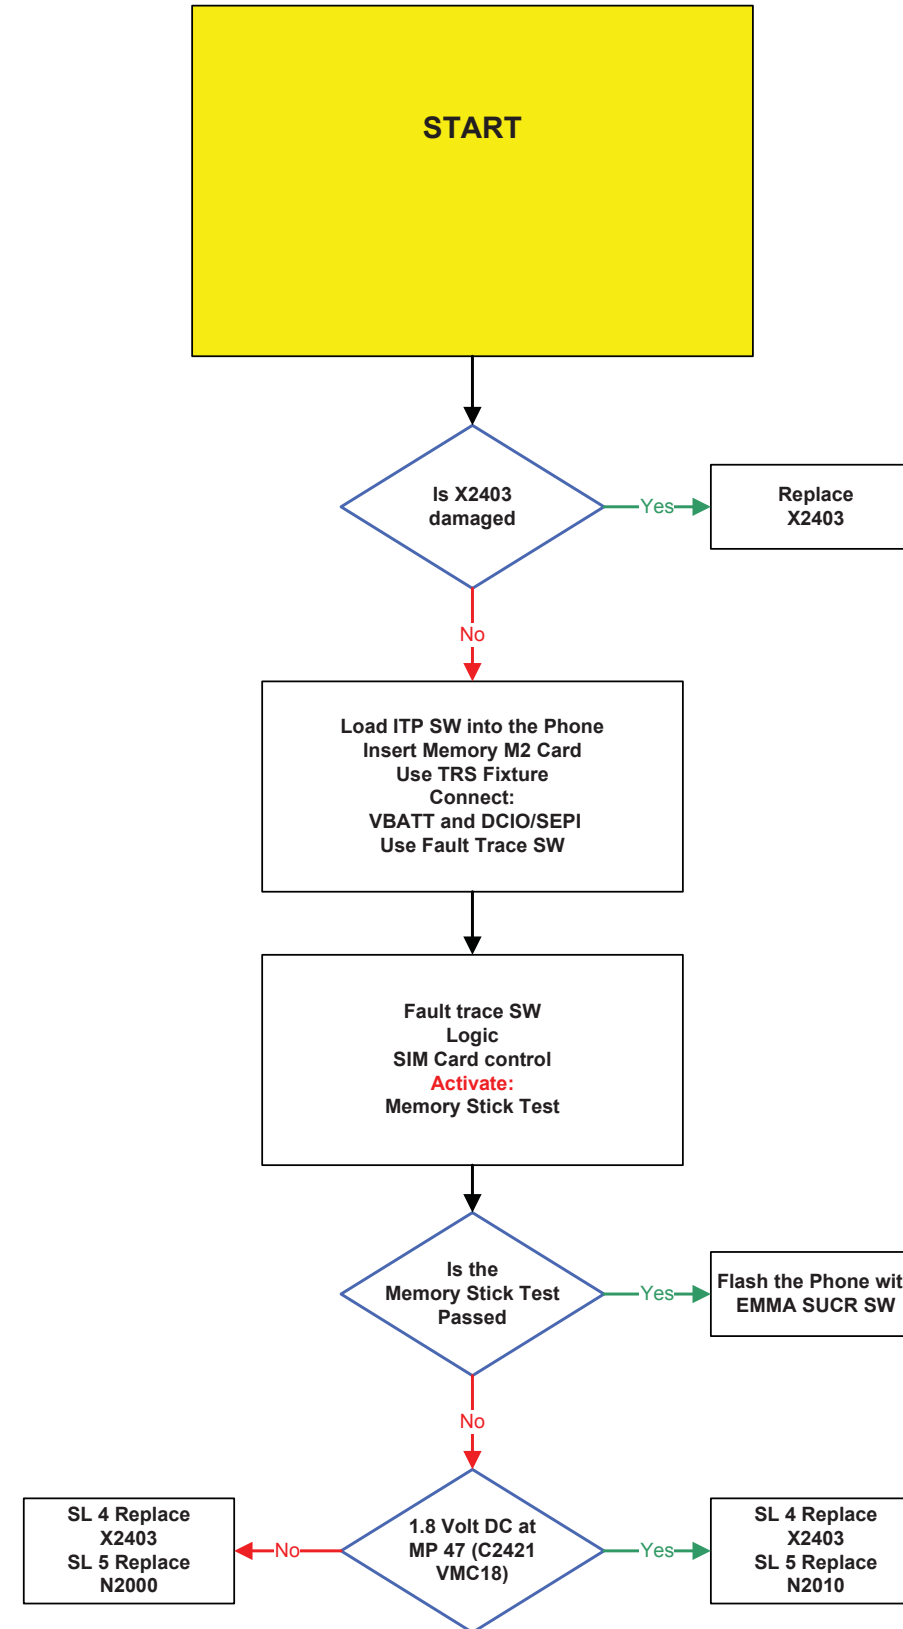 START
Is X2403
damaged
Yes
Replace
X2403
No
Load ITP SW into the Phone
Insert Memory M2 Card
Use TRS Fixture
Connect:
VBATT and DCIO/SEPI
Use Fault Trace SW
Fault trace SW
Logic
SIM Card control
Activate:
Memory Stick Test
Is the
Memory Stick Test
Passed
Yes
Flash the Phone wit
EMMA SUCR SW
No
SL 4 Replace
X2403
SL 5 Replace
N2000
No
1.8 Volt DC at
MP 47 (C2421
VMC18)
Yes
SL 4 Replace
X2403
SL 5 Replace
N2010